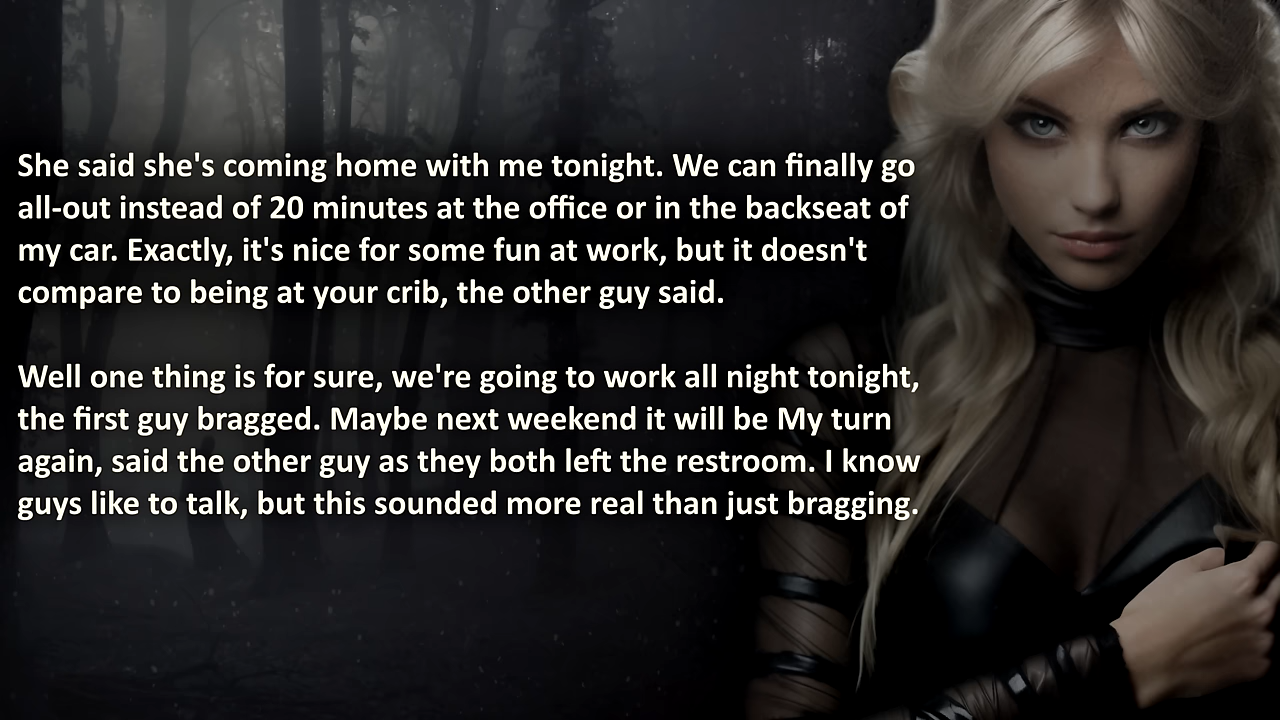 She said she's coming home with me tonight. We can finally go
all-out instead of 20 minutes at the office or in the backseat of
my car. Exactly, it's nice for some fun at work, but it doesn't
compare to being at your crib, the other guy said.
Well one thing is for sure, we're going to work all night tonight,
the first guy bragged. Maybe next weekend it will be My turn
again, said the other guy as they both left the restroom. I know
guys like to talk, but this sounded more real than just bragging.